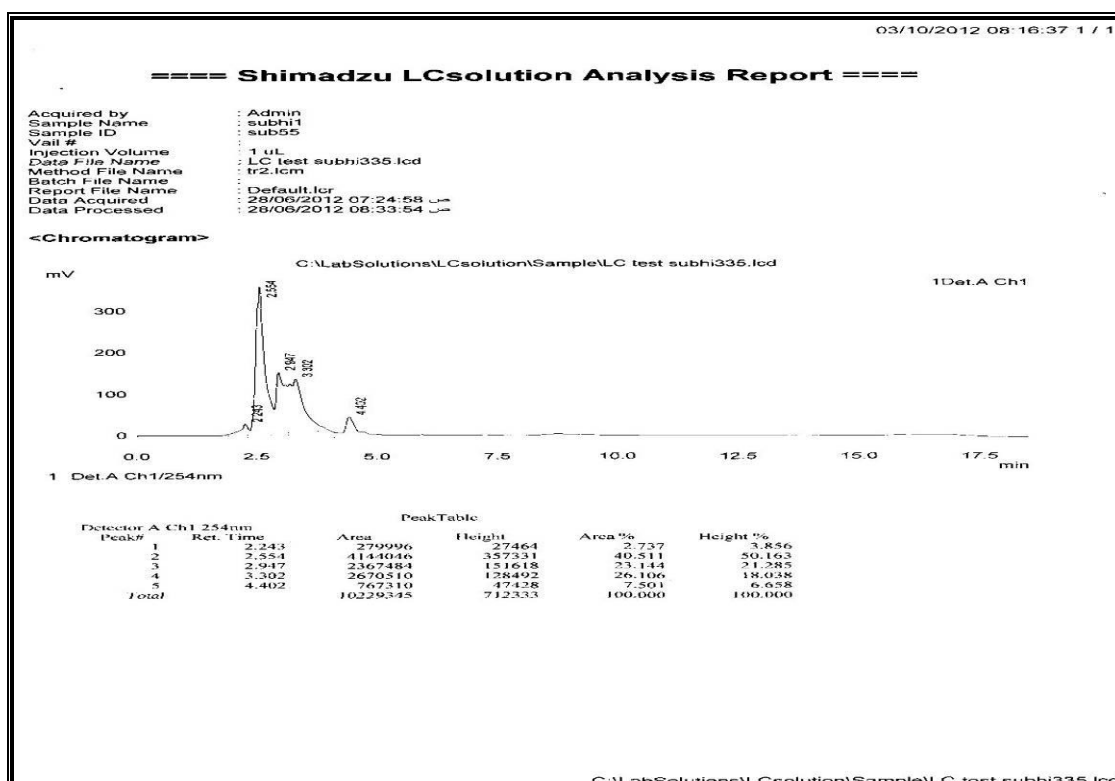 03/10/2012 08:16:37 1 / 1
==== Shimadzu LCsolution Analysis Report ====
Acquired by : Admin
Sample Name : subhi1
Sample ID : sub55
Vail # :
Injection Volume : 1 uL
Data File Name : LC test subhi335.lcd
Method File Name : tr2.lcm
Batch File Name :
Report File Name : Default.lcr
Data Acquired : 28/06/2012 07:24:58 ص
Data Processed : 28/06/2012 08:33:54 ص
<Chromatogram>
C:\LabSolutions\LCsolution\Sample\LC test subhi335.lcd
mV
1Det.A Ch1
2.554
300
200
2.947
3.302
100
2.243
4.402
0
0.0 2.5 5.0 7.5 10.0 12.5 15.0 17.5
min
1 Det.A Ch1/254nm
PeakTable
Detector A Ch1 254nm
Peak# Ret. Time Area Height Area % Height %
1 2.243 279996 27464 2.737 3.856
2 2.554 4144046 357331 40.511 50.163
3 2.947 2367484 151618 23.144 21.285
4 3.302 2670510 128492 26.106 18.038
5 4.402 767310 47428 7.501 6.658
Total 10229345 712333 100.000 100.000
C:\LabSolutions\LCsolution\Sample\LC test subhi335.lcd